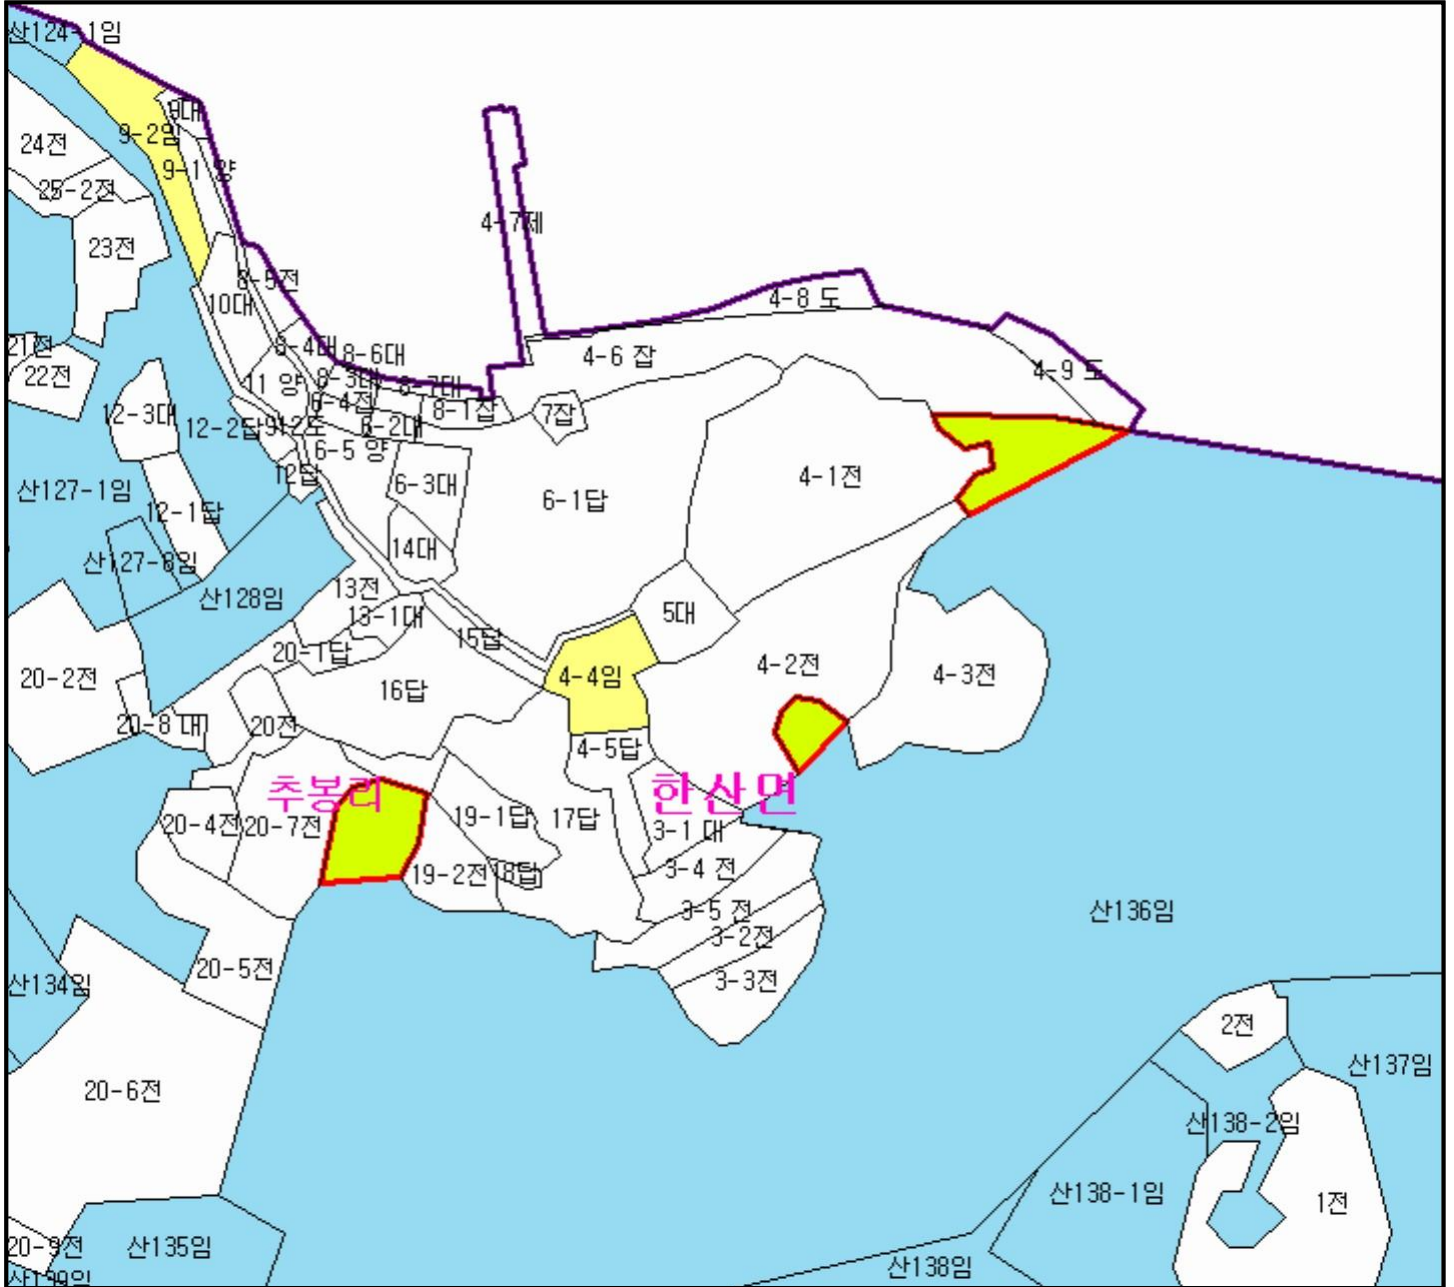 산124-1임
9대
9-2임
24전
9-1 양
25-2전
4-7제
23전
8-5전
4-8 도
10대
21전
8-4대
8-6대
4-6 잡
22전
4-9 도
11 양
8-3대
8-7대
6-4잡
8-1잡
7잡
12-3대
12-2답
912도
6-2대
6-5 양
12답
4-1전
6-3대
산127-1임
6-1답
12-1답
14대
산127-8임
13전
산128임
13-1대
5대
15답
20-1답
4-2전
4-3전
4-4임
20-2전
16답
20-8 대
20전
4-5답
추봉리
한산면
19-1답
17답
20-4전
20-7전
3-1 대
3-4 전
19-2전
18답
3-5 전
산136임
3-2전
20-5전
3-3전
산134임
2전
산137임
20-6전
산138-2임
산138-1임
1전
20-9전
산135임
산138임
산139임